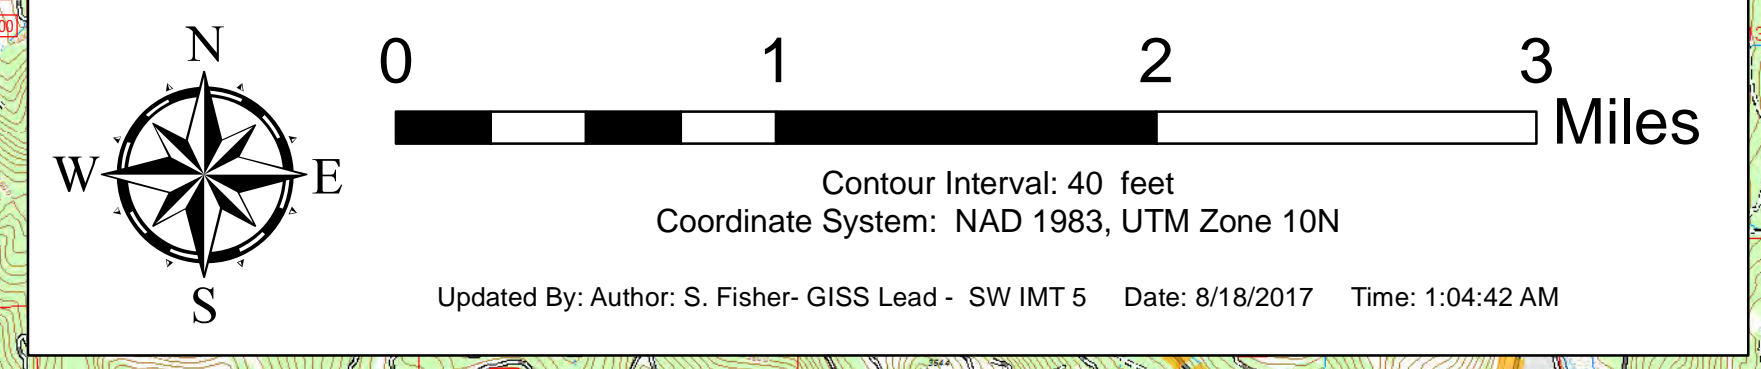 N
W E
S
0 1 2 3
Miles
Contour Interval: 40 feet
Coordinate System: NAD 1983, UTM Zone 10N
Updated By: Author: S. Fisher- GISS Lead - SW IMT 5 Date: 8/18/2017 Time: 1:04:42 AM
3544